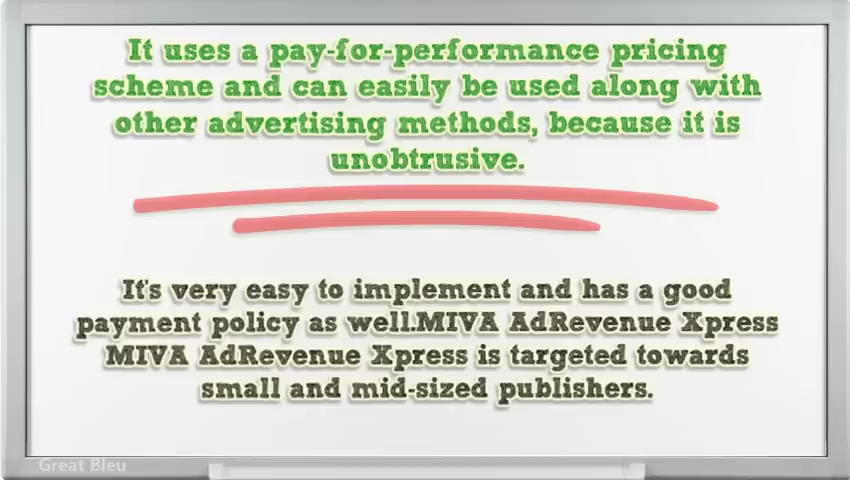 It uses a pay-for-performance pricing
scheme and can easily be used along with
other advertising methods, because it is
unobtrusive.
It's very easy to implement and has a good
payment policy as well.MIVA AdRevenue Xpress
MIVA AdRevenue Xpress is targeted towards
small and mid-sized publishers.
Great Bleu